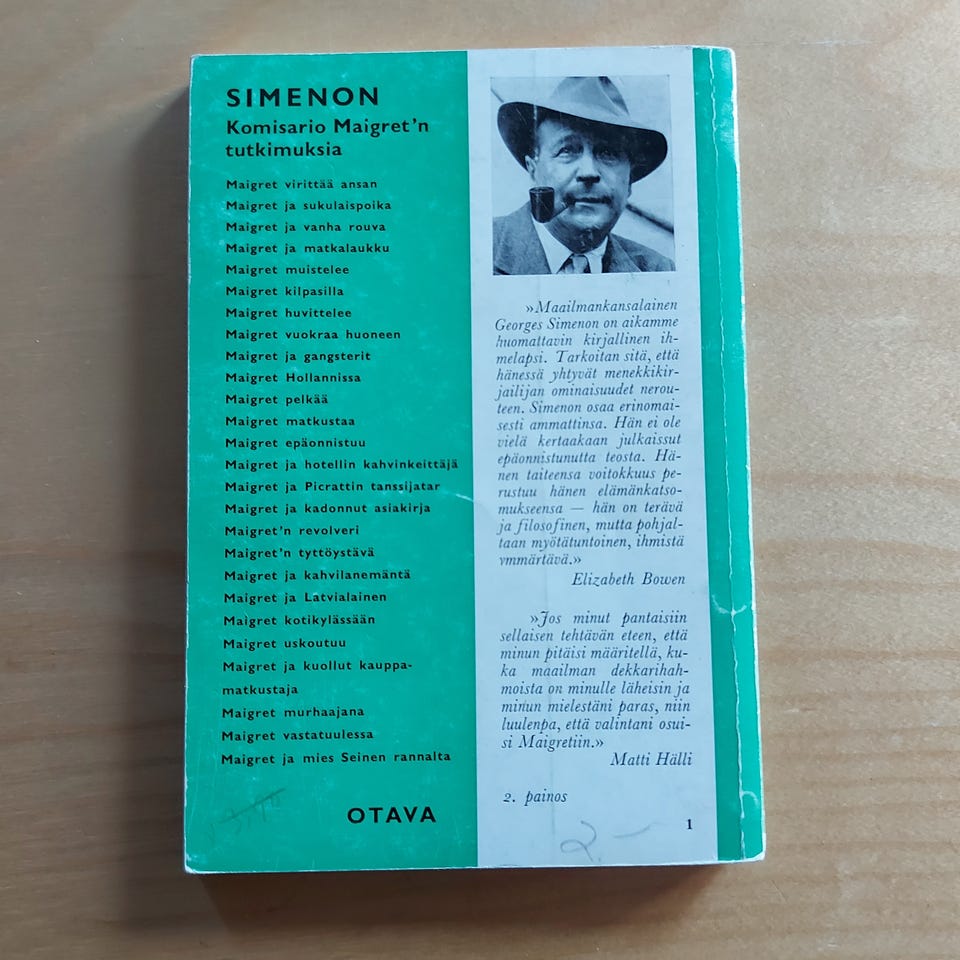 SIMENON
Komisario Maigret'n
tutkimuksia
Maigret virittää ansan
Maigret ja sukulaispoika
Maigret ja vanha rouva
Maigret ja matkalaukku
Maigret muistelee
Maigret kilpasilla
Maigret huvittelee
Maigret vuokraa huoneen
Maigret ja gangsterit
Maigret Hollannissa
Maigret pelkää
Maigret matkustaa
Maigret epäonnistuu
Maigret ja hotellin kahvinkeittäjä
Maigret ja Picrattin tanssijatar
Maigret ja kadonnut asiakirja
Maigret'n revolveri
Maigret'n tyttöystävä
Maigret ja kahvilanemäntä
Maigret ja Latvialainen
Maigret kotikylässään
Maigret uskoutuu
Maigret ja kuollut kauppa-
matkustaja
Maigret murhaajana
Maigret vastatuulessa
Maigret ja mies Seinen rannalta
OTAVA
»Maailmankansalainen
Georges Simenon on aikamme
huomattavin kirjallinen ih-
melapsi. Tarkoitan sitä, että
hänessä yhtyvät menekkikir-
jailijan ominaisuudet nerou-
teen. Simenon osaa erinomai-
sesti ammattinsa. Hän ei ole
vielä kertaakaan julkaissut
epäonnistunutta teosta. Hä-
nen taiteensa voitokkuus pe-
rustuu hänen elämänkatso-
mukseensa — hän on terävä
ja filosofinen, mutta pohjal-
taan myötätuntoinen, ihmistä
ymmärtävä.»
Elizabeth Bowen
»Jos minut pantaisiin
sellaisen tehtävän eteen, että
minun pitäisi määritellä, ku-
ka maailman dekkarihah-
moista on minulle läheisin ja
minun mielestäni paras, niin
luulenpa, että valintani osui-
si Maigretiin.»
Matti Hälli
2. painos
2.-
1